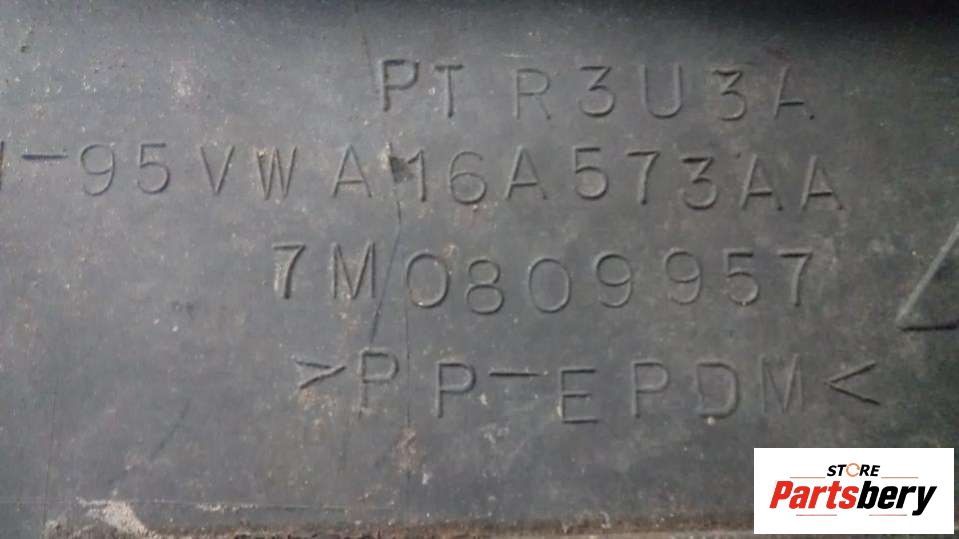 PT R3U3A
-95VWA16A573AA
7M0809957
>PP-EPDM<
STORE
Partsbery